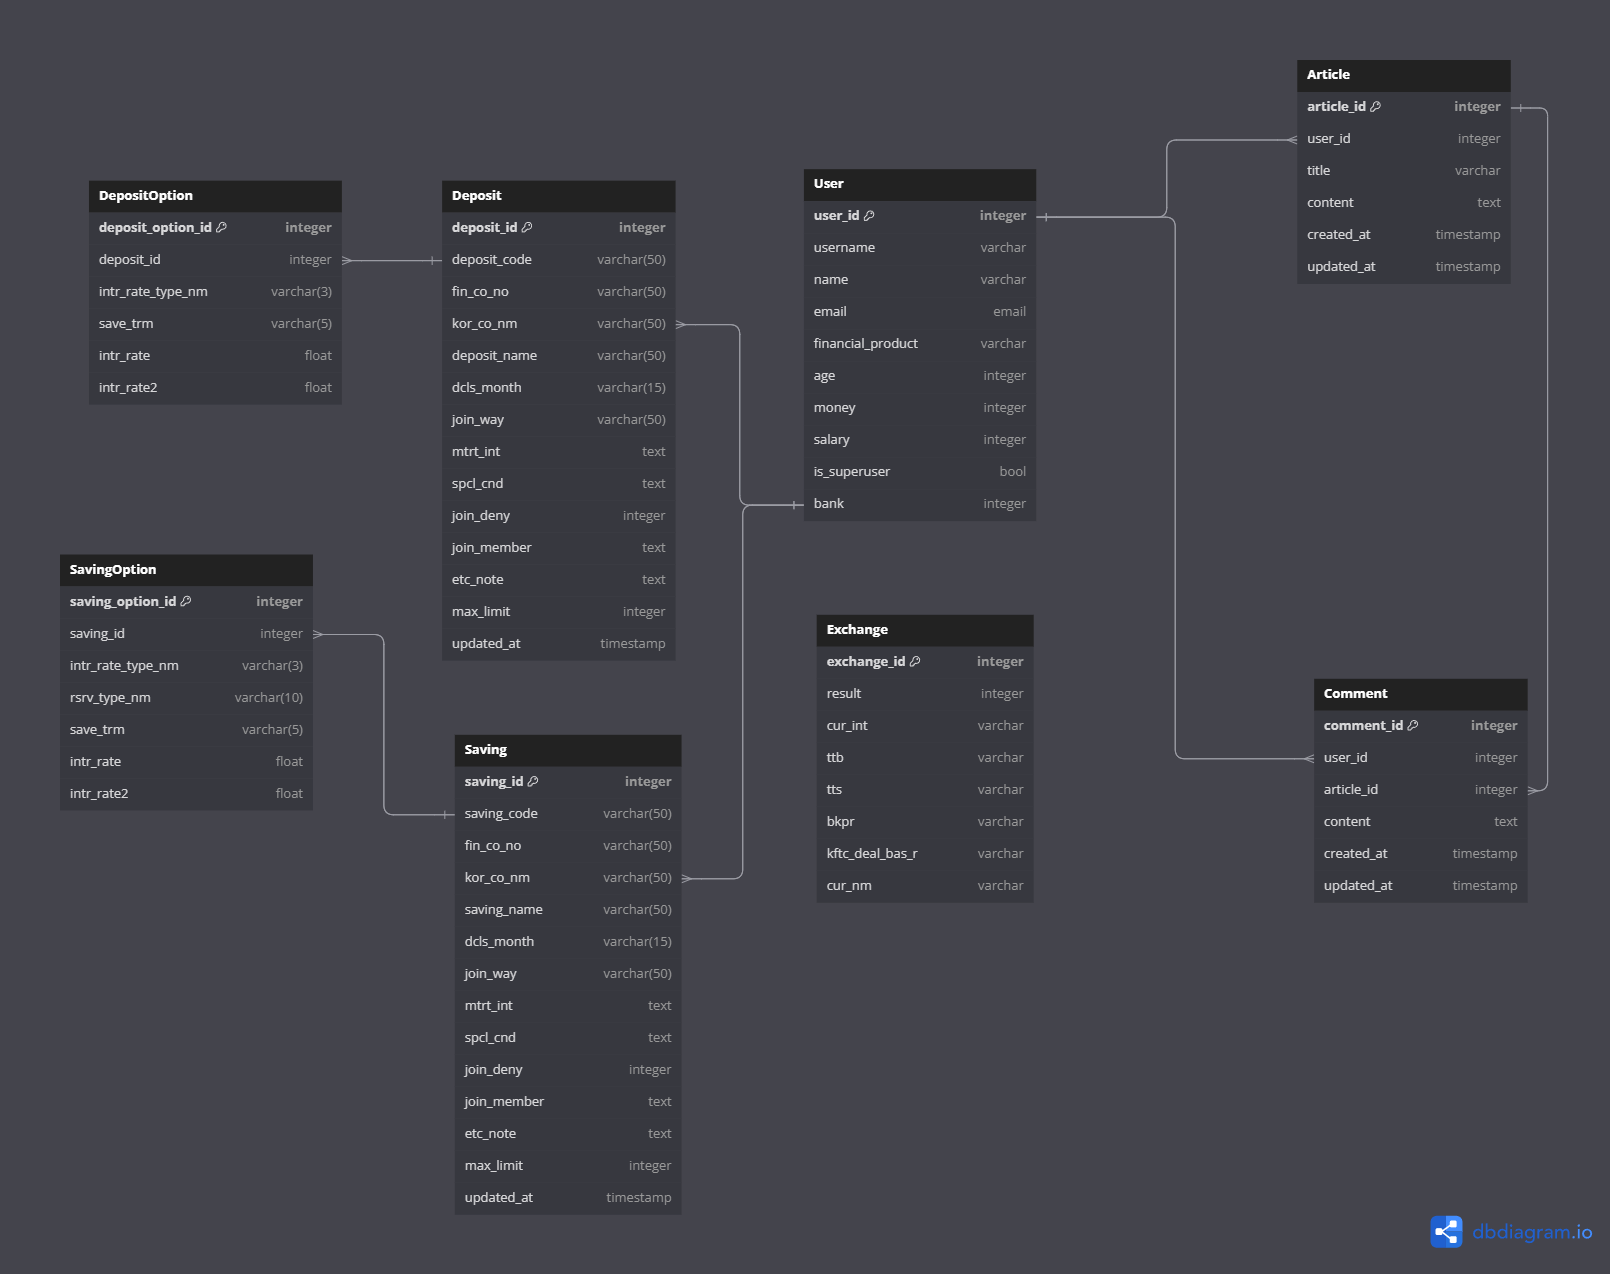 DepositOption
deposit_option_id integer
deposit_id integer
intr_rate_type_nm varchar(3)
save_trm varchar(5)
intr_rate float
intr_rate2 float
Deposit
deposit_id integer
deposit_code varchar(50)
fin_co_no varchar(50)
kor_co_nm varchar(50)
deposit_name varchar(50)
dcls_month varchar(15)
join_way varchar(50)
mtrt_int text
spcl_cnd text
join_deny integer
join_member text
etc_note text
max_limit integer
updated_at timestamp
User
user_id integer
username varchar
name varchar
email email
financial_product varchar
age integer
money integer
salary integer
is_superuser bool
bank integer
Article
article_id integer
user_id integer
title varchar
content text
created_at timestamp
updated_at timestamp
SavingOption
saving_option_id integer
saving_id integer
intr_rate_type_nm varchar(3)
rsrv_type_nm varchar(10)
save_trm varchar(5)
intr_rate float
intr_rate2 float
Saving
saving_id integer
saving_code varchar(50)
fin_co_no varchar(50)
kor_co_nm varchar(50)
saving_name varchar(50)
dcls_month varchar(15)
join_way varchar(50)
mtrt_int text
spcl_cnd text
join_deny integer
join_member text
etc_note text
max_limit integer
updated_at timestamp
Exchange
exchange_id integer
result integer
cur_int varchar
ttb varchar
tts varchar
bkpr varchar
kftc_deal_bas_r varchar
cur_nm varchar
Comment
comment_id integer
user_id integer
article_id integer
content text
created_at timestamp
updated_at timestamp
dbdiagram.io